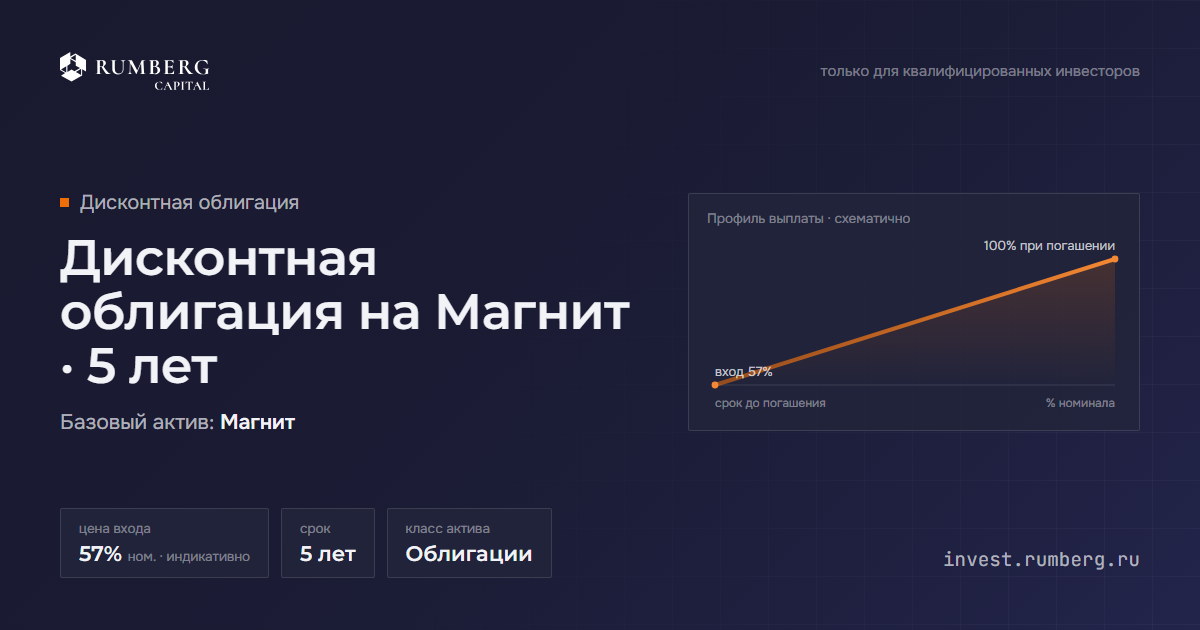 RUMBERG
CAPITAL
только для квалифицированных инвесторов
Дисконтная облигация
Дисконтная
облигация на Магнит
· 5 лет
Базовый актив: Магнит
Профиль выплаты · схематично
100% при погашении
вход 57%
срок до погашения
% номинала
цена входа
57% ном. · индикативно
срок
5 лет
класс актива
Облигации
invest.rumberg.ru